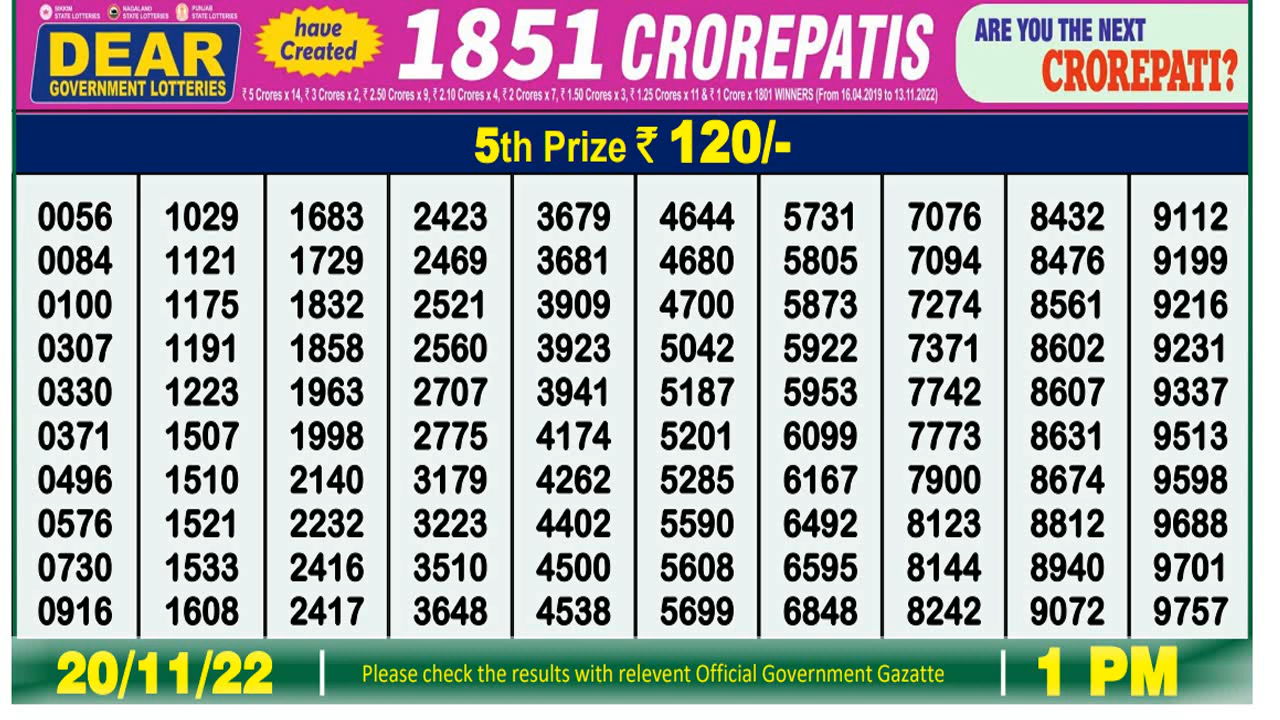 SIKKIM STATE LOTTERIES NAGALAND STATE LOTTERIES PUNJAB STATE LOTTERIES
DEAR
GOVERNMENT LOTTERIES
have
Created
1851 CROREPATIS
₹ 5 Crores x 14, ₹ 3 Crores x 2, ₹ 2.50 Crores x 9, ₹ 2.10 Crores x 4, ₹ 2 Crores x 7, ₹ 1.50 Crores x 3, ₹ 1.25 Crores x 11 & ₹ 1 Crore x 1801 WINNERS (From 16.04.2019 to 13.11.2022)
ARE YOU THE NEXT
CROREPATI?
5th Prize ₹ 120/-
0056 1029 1683 2423 3679 4644 5731 7076 8432 9112
0084 1121 1729 2469 3681 4680 5805 7094 8476 9199
0100 1175 1832 2521 3909 4700 5873 7274 8561 9216
0307 1191 1858 2560 3923 5042 5922 7371 8602 9231
0330 1223 1963 2707 3941 5187 5953 7742 8607 9337
0371 1507 1998 2775 4174 5201 6099 7773 8631 9513
0496 1510 2140 3179 4262 5285 6167 7900 8674 9598
0576 1521 2232 3223 4402 5590 6492 8123 8812 9688
0730 1533 2416 3510 4500 5608 6595 8144 8940 9701
0916 1608 2417 3648 4538 5699 6848 8242 9072 9757
20/11/22 | Please check the results with relevent Official Government Gazatte | 1 PM